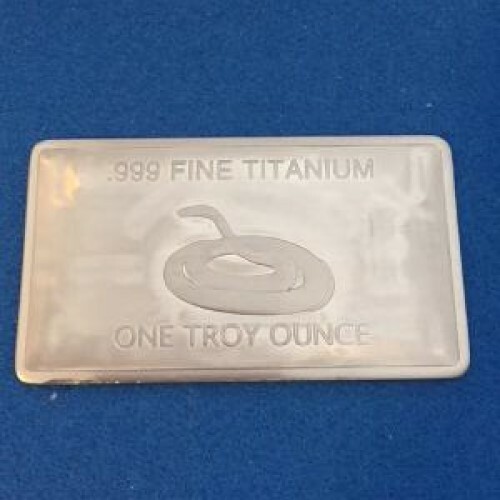 .999 FINE TITANIUM
ONE TROY OUNCE